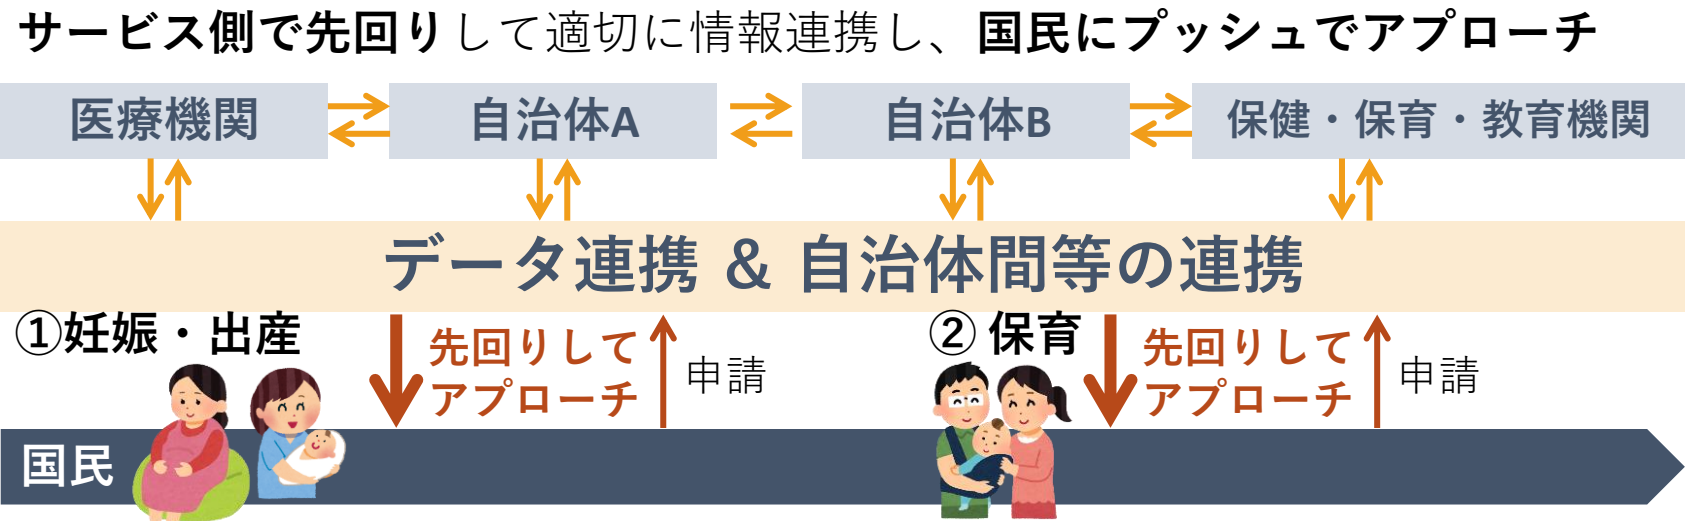 サービス側で先回りして適切に情報連携し、国民にプッシュでアプローチ
医療機関
自治体A
自治体B
保健・保育・教育機関
データ連携 & 自治体間等の連携
①妊娠・出産
先回りして
アプローチ
申請
② 保育
先回りして
アプローチ
申請
国民